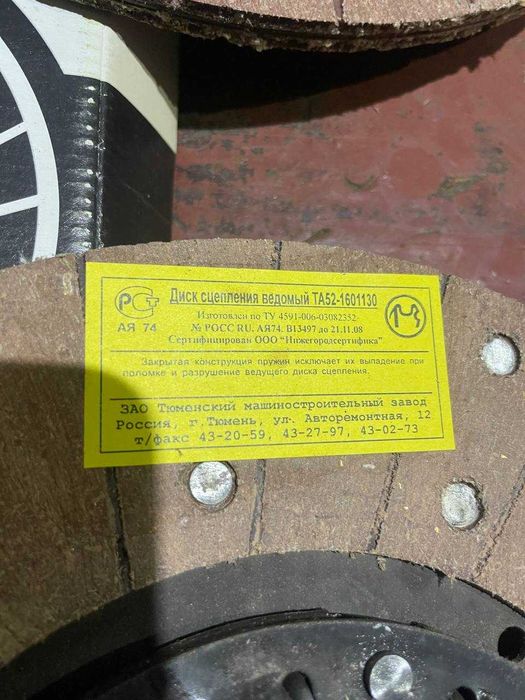 Диск сцепления ведомый ТА52-1601130
Изготовлен по ТУ 4591-006-03082352-
№ РОСС RU. АЯ74. В13497 до 21.11.08
Сертифицирован ООО "Нижегородсертифика"
РСт
АЯ 74
Закрытая конструкция пружин исключает их выпадение при
поломке и разрушение ведущего диска сцепления.
ЗАО Тюменский машиностроительный завод
Россия, г.Тюмень, ул. Авторемонтная, 12
т/факс 43-20-59, 43-27-97, 43-02-73